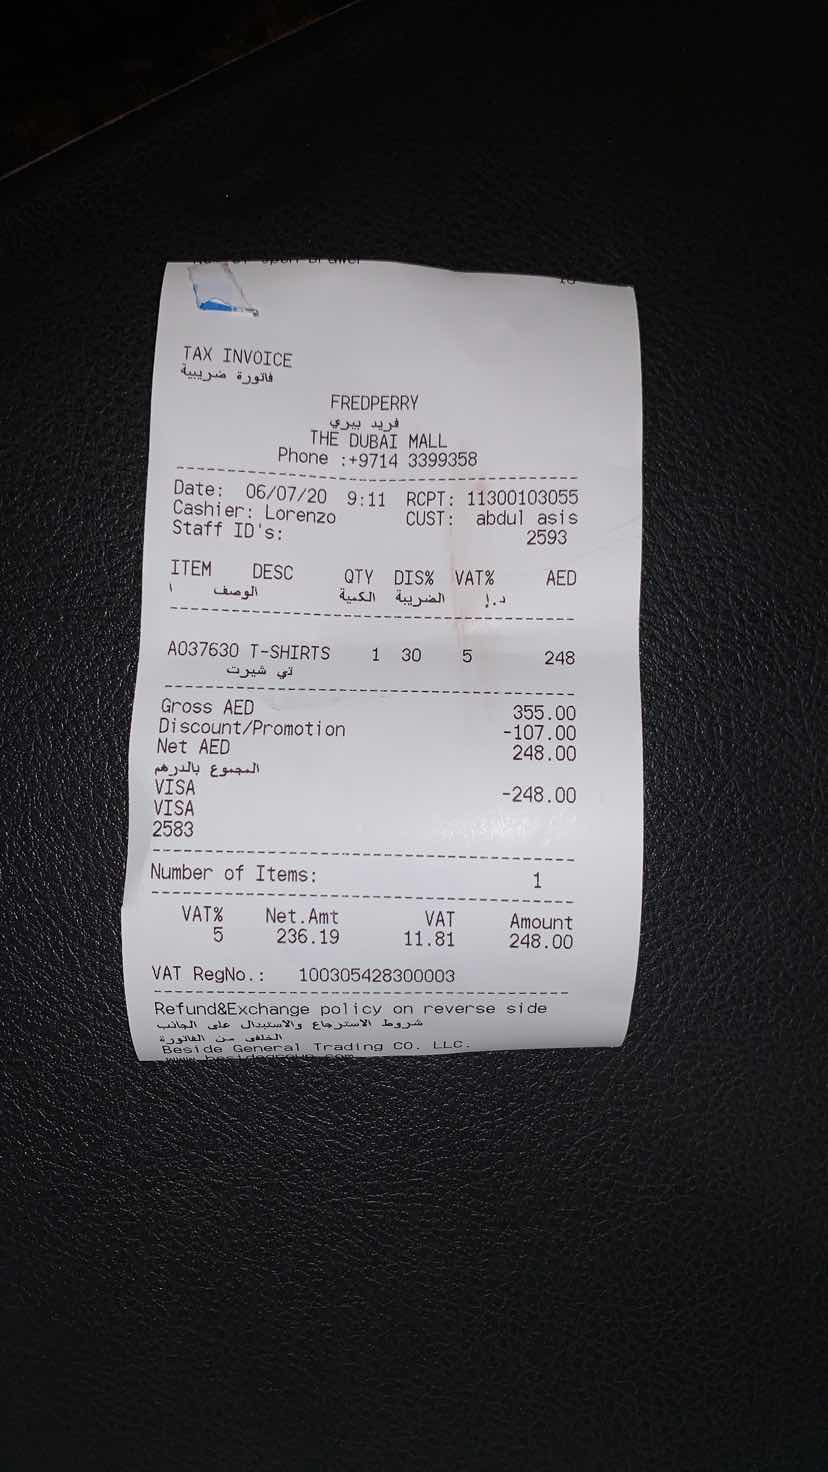 TAX INVOICE
فاتورة ضريبية
FREDPERRY
فريد بيري
THE DUBAI MALL
Phone :+9714 3399358
Date: 06/07/20 9:11 RCPT: 11300103055
Cashier: Lorenzo CUST: abdul asis
Staff ID's: 2593
ITEM DESC QTY DIS% VAT% AED
ا الوصف الكمية الضريبة د.إ
A037630 T-SHIRTS 1 30 5 248
تي شيرت
Gross AED 355.00
Discount/Promotion -107.00
Net AED 248.00
المجموع بالدرهم
VISA -248.00
VISA
2583
Number of Items: 1
VAT% Net.Amt VAT Amount
5 236.19 11.81 248.00
VAT RegNo.: 100305428300003
Refund&Exchange policy on reverse side
شروط الاسترجاع والاستبدال على الجانب
الخلفي من الفاتورة
Beside General Trading CO. LLC.